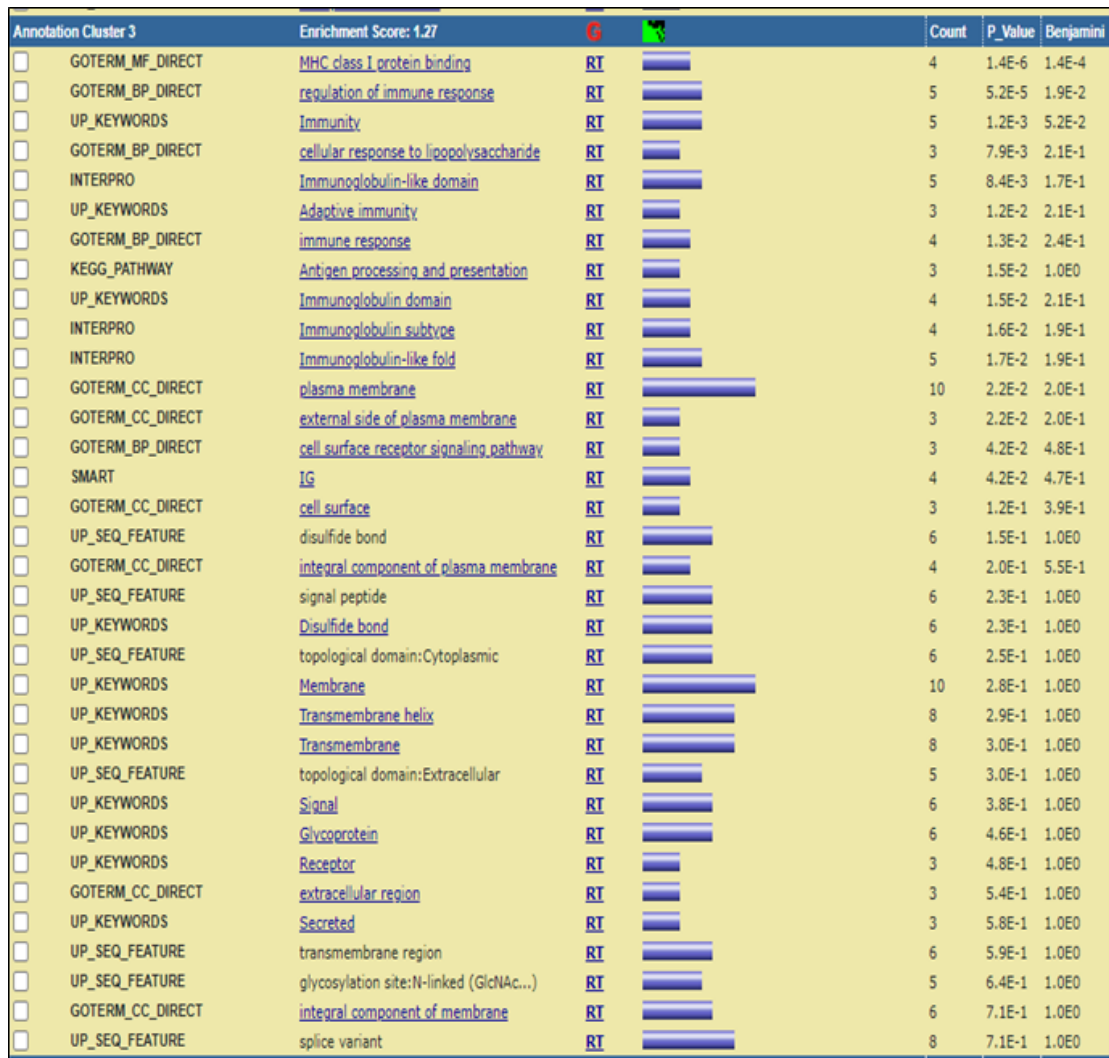 Annotation Cluster 3 Enrichment Score: 1.27 G Count P_Value Benjamini
GOTERM_MF_DIRECT MHC class I protein binding RT 4 1.4E-6 1.4E-4
GOTERM_BP_DIRECT regulation of immune response RT 5 5.2E-5 1.9E-2
UP_KEYWORDS Immunity RT 5 1.2E-3 5.2E-2
GOTERM_BP_DIRECT cellular response to lipopolysaccharide RT 3 7.9E-3 2.1E-1
INTERPRO Immunoglobulin-like domain RT 5 8.4E-3 1.7E-1
UP_KEYWORDS Adaptive immunity RT 3 1.2E-2 2.1E-1
GOTERM_BP_DIRECT immune response RT 4 1.3E-2 2.4E-1
KEGG_PATHWAY Antigen processing and presentation RT 3 1.5E-2 1.0E0
UP_KEYWORDS Immunoglobulin domain RT 4 1.5E-2 2.1E-1
INTERPRO Immunoglobulin subtype RT 4 1.6E-2 1.9E-1
INTERPRO Immunoglobulin-like fold RT 5 1.7E-2 1.9E-1
GOTERM_CC_DIRECT plasma membrane RT 10 2.2E-2 2.0E-1
GOTERM_CC_DIRECT external side of plasma membrane RT 3 2.2E-2 2.0E-1
GOTERM_BP_DIRECT cell surface receptor signaling pathway RT 3 4.2E-2 4.8E-1
SMART IG RT 4 4.2E-2 4.7E-1
GOTERM_CC_DIRECT cell surface RT 3 1.2E-1 3.9E-1
UP_SEQ_FEATURE disulfide bond RT 6 1.5E-1 1.0E0
GOTERM_CC_DIRECT integral component of plasma membrane RT 4 2.0E-1 5.5E-1
UP_SEQ_FEATURE signal peptide RT 6 2.3E-1 1.0E0
UP_KEYWORDS Disulfide bond RT 6 2.3E-1 1.0E0
UP_SEQ_FEATURE topological domain:Cytoplasmic RT 6 2.5E-1 1.0E0
UP_KEYWORDS Membrane RT 10 2.8E-1 1.0E0
UP_KEYWORDS Transmembrane helix RT 8 2.9E-1 1.0E0
UP_KEYWORDS Transmembrane RT 8 3.0E-1 1.0E0
UP_SEQ_FEATURE topological domain:Extracellular RT 5 3.0E-1 1.0E0
UP_KEYWORDS Signal RT 6 3.8E-1 1.0E0
UP_KEYWORDS Glycoprotein RT 6 4.6E-1 1.0E0
UP_KEYWORDS Receptor RT 3 4.8E-1 1.0E0
GOTERM_CC_DIRECT extracellular region RT 3 5.4E-1 1.0E0
UP_KEYWORDS Secreted RT 3 5.8E-1 1.0E0
UP_SEQ_FEATURE transmembrane region RT 6 5.9E-1 1.0E0
UP_SEQ_FEATURE glycosylation site:N-linked (GlcNAc...) RT 5 6.4E-1 1.0E0
GOTERM_CC_DIRECT integral component of membrane RT 6 7.1E-1 1.0E0
UP_SEQ_FEATURE splice variant RT 8 7.1E-1 1.0E0